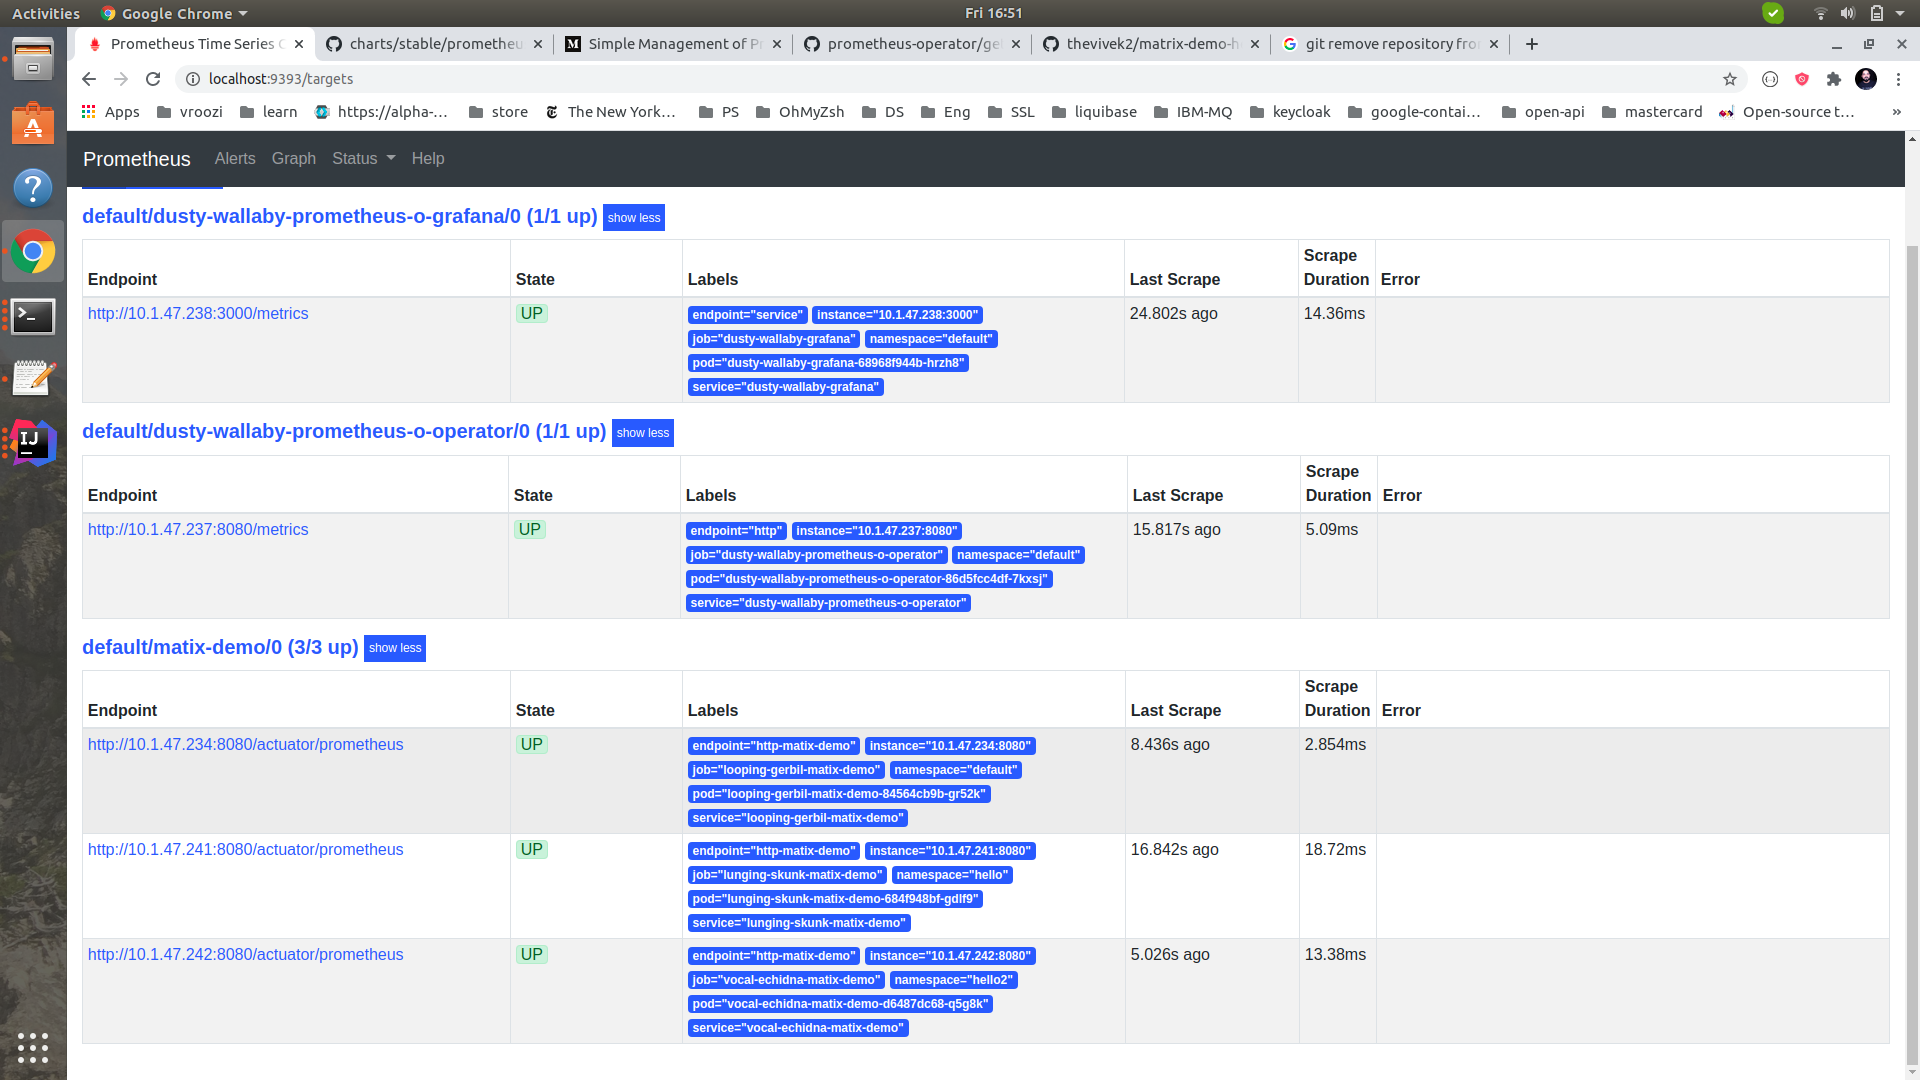 Activities
Google Chrome
Fri 16:51
Prometheus Time Series C
charts/stable/prometheu
Simple Management of P
prometheus-operator/ge
thevivek2/matrix-demo-h
git remove repository fro
localhost:9393/targets
Apps
vroozi
learn
https://alpha-...
store
The New York...
PS
OhMyZsh
DS
Eng
SSL
liquibase
IBM-MQ
keycloak
google-contai...
open-api
mastercard
Open-source t...
»
Prometheus Alerts Graph Status Help
default/dusty-wallaby-prometheus-o-grafana/0 (1/1 up) show less
Endpoint State Labels Last Scrape Scrape Duration Error
http://10.1.47.238:3000/metrics UP endpoint="service" instance="10.1.47.238:3000" 24.802s ago 14.36ms
job="dusty-wallaby-grafana" namespace="default"
pod="dusty-wallaby-grafana-68968f944b-hrzh8"
service="dusty-wallaby-grafana"
default/dusty-wallaby-prometheus-o-operator/0 (1/1 up) show less
Endpoint State Labels Last Scrape Scrape Duration Error
http://10.1.47.237:8080/metrics UP endpoint="http" instance="10.1.47.237:8080" 15.817s ago 5.09ms
job="dusty-wallaby-prometheus-o-operator" namespace="default"
pod="dusty-wallaby-prometheus-o-operator-86d5fcc4df-7kxsj"
service="dusty-wallaby-prometheus-o-operator"
default/matix-demo/0 (3/3 up) show less
Endpoint State Labels Last Scrape Scrape Duration Error
http://10.1.47.234:8080/actuator/prometheus UP endpoint="http-matix-demo" instance="10.1.47.234:8080" 8.436s ago 2.854ms
job="looping-gerbil-matix-demo" namespace="default"
pod="looping-gerbil-matix-demo-84564cb9b-gr52k"
service="looping-gerbil-matix-demo"
http://10.1.47.241:8080/actuator/prometheus UP endpoint="http-matix-demo" instance="10.1.47.241:8080" 16.842s ago 18.72ms
job="lunging-skunk-matix-demo" namespace="hello"
pod="lunging-skunk-matix-demo-684f948bf-gdlf9"
service="lunging-skunk-matix-demo"
http://10.1.47.242:8080/actuator/prometheus UP endpoint="http-matix-demo" instance="10.1.47.242:8080" 5.026s ago 13.38ms
job="vocal-echidna-matix-demo" namespace="hello2"
pod="vocal-echidna-matix-demo-d6487dc68-q5g8k"
service="vocal-echidna-matix-demo"